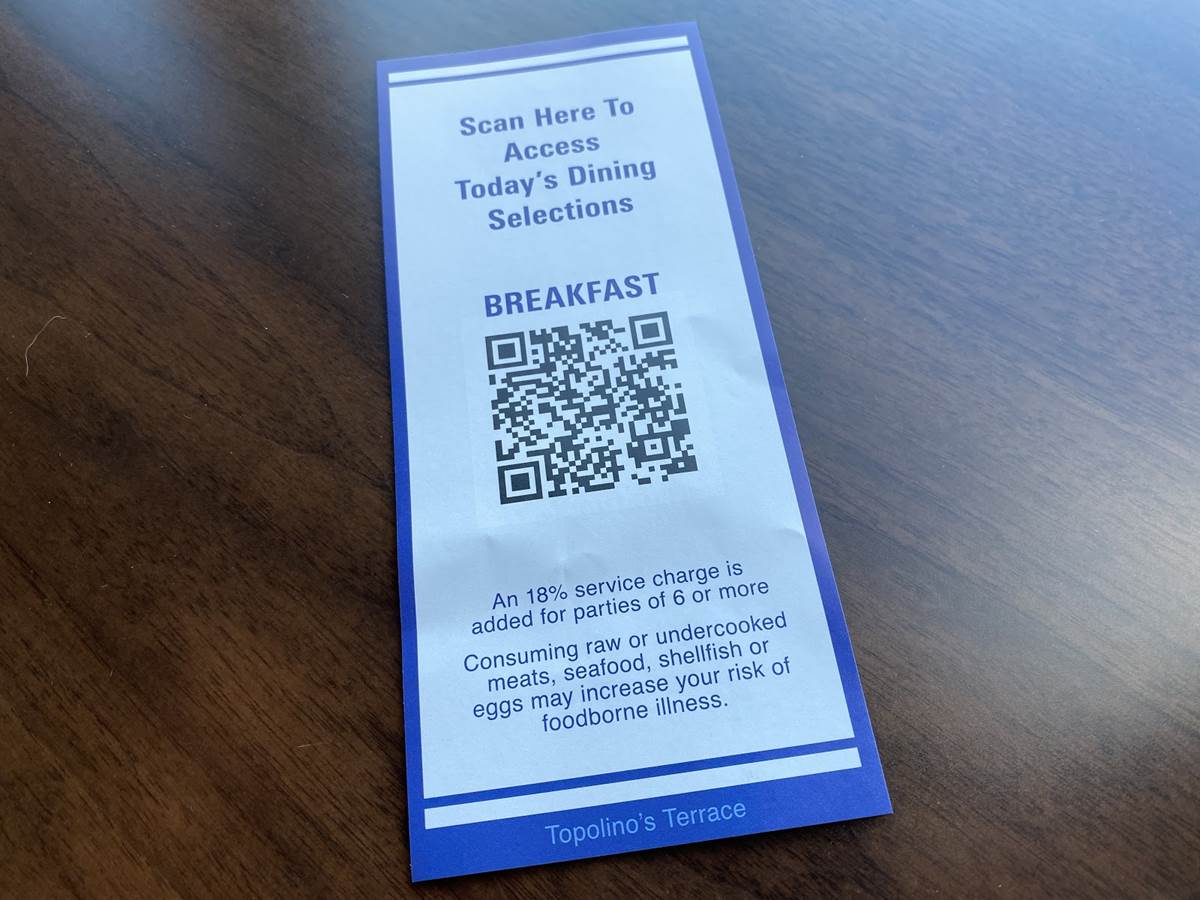 Scan Here To
Access
Today's Dining
Selections
BREAKFAST
An 18% service charge is
added for parties of 6 or more
Consuming raw or undercooked
meats, seafood, shellfish or
eggs may increase your risk of
foodborne illness.
Topolino's Terrace